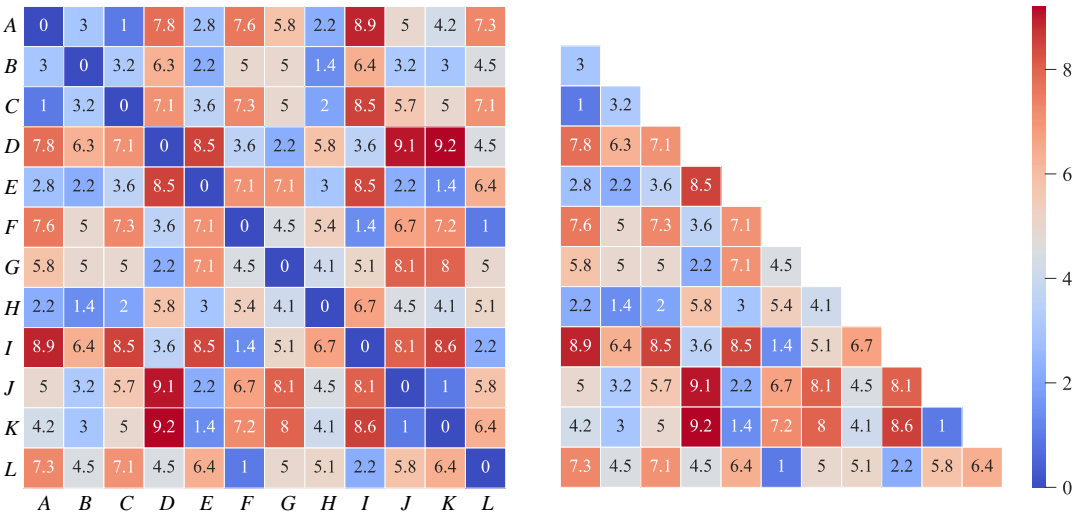 A 0 3 1 7.8 2.8 7.6 5.8 2.2 8.9 5 4.2 7.3
B 3 0 3.2 6.3 2.2 5 5 1.4 6.4 3.2 3 4.5
C 1 3.2 0 7.1 3.6 7.3 5 2 8.5 5.7 5 7.1
D 7.8 6.3 7.1 0 8.5 3.6 2.2 5.8 3.6 9.1 9.2 4.5
E 2.8 2.2 3.6 8.5 0 7.1 7.1 3 8.5 2.2 1.4 6.4
F 7.6 5 7.3 3.6 7.1 0 4.5 5.4 1.4 6.7 7.2 1
G 5.8 5 5 2.2 7.1 4.5 0 4.1 5.1 8.1 8 5
H 2.2 1.4 2 5.8 3 5.4 4.1 0 6.7 4.5 4.1 5.1
I 8.9 6.4 8.5 3.6 8.5 1.4 5.1 6.7 0 8.1 8.6 2.2
J 5 3.2 5.7 9.1 2.2 6.7 8.1 4.5 8.1 0 1 5.8
K 4.2 3 5 9.2 1.4 7.2 8 4.1 8.6 1 0 6.4
L 7.3 4.5 7.1 4.5 6.4 1 5 5.1 2.2 5.8 6.4 0
A B C D E F G H I J K L
3
1 3.2
7.8 6.3 7.1
2.8 2.2 3.6 8.5
7.6 5 7.3 3.6 7.1
5.8 5 5 2.2 7.1 4.5
2.2 1.4 2 5.8 3 5.4 4.1
8.9 6.4 8.5 3.6 8.5 1.4 5.1 6.7
5 3.2 5.7 9.1 2.2 6.7 8.1 4.5 8.1
4.2 3 5 9.2 1.4 7.2 8 4.1 8.6 1
7.3 4.5 7.1 4.5 6.4 1 5 5.1 2.2 5.8 6.4
8
6
4
2
0